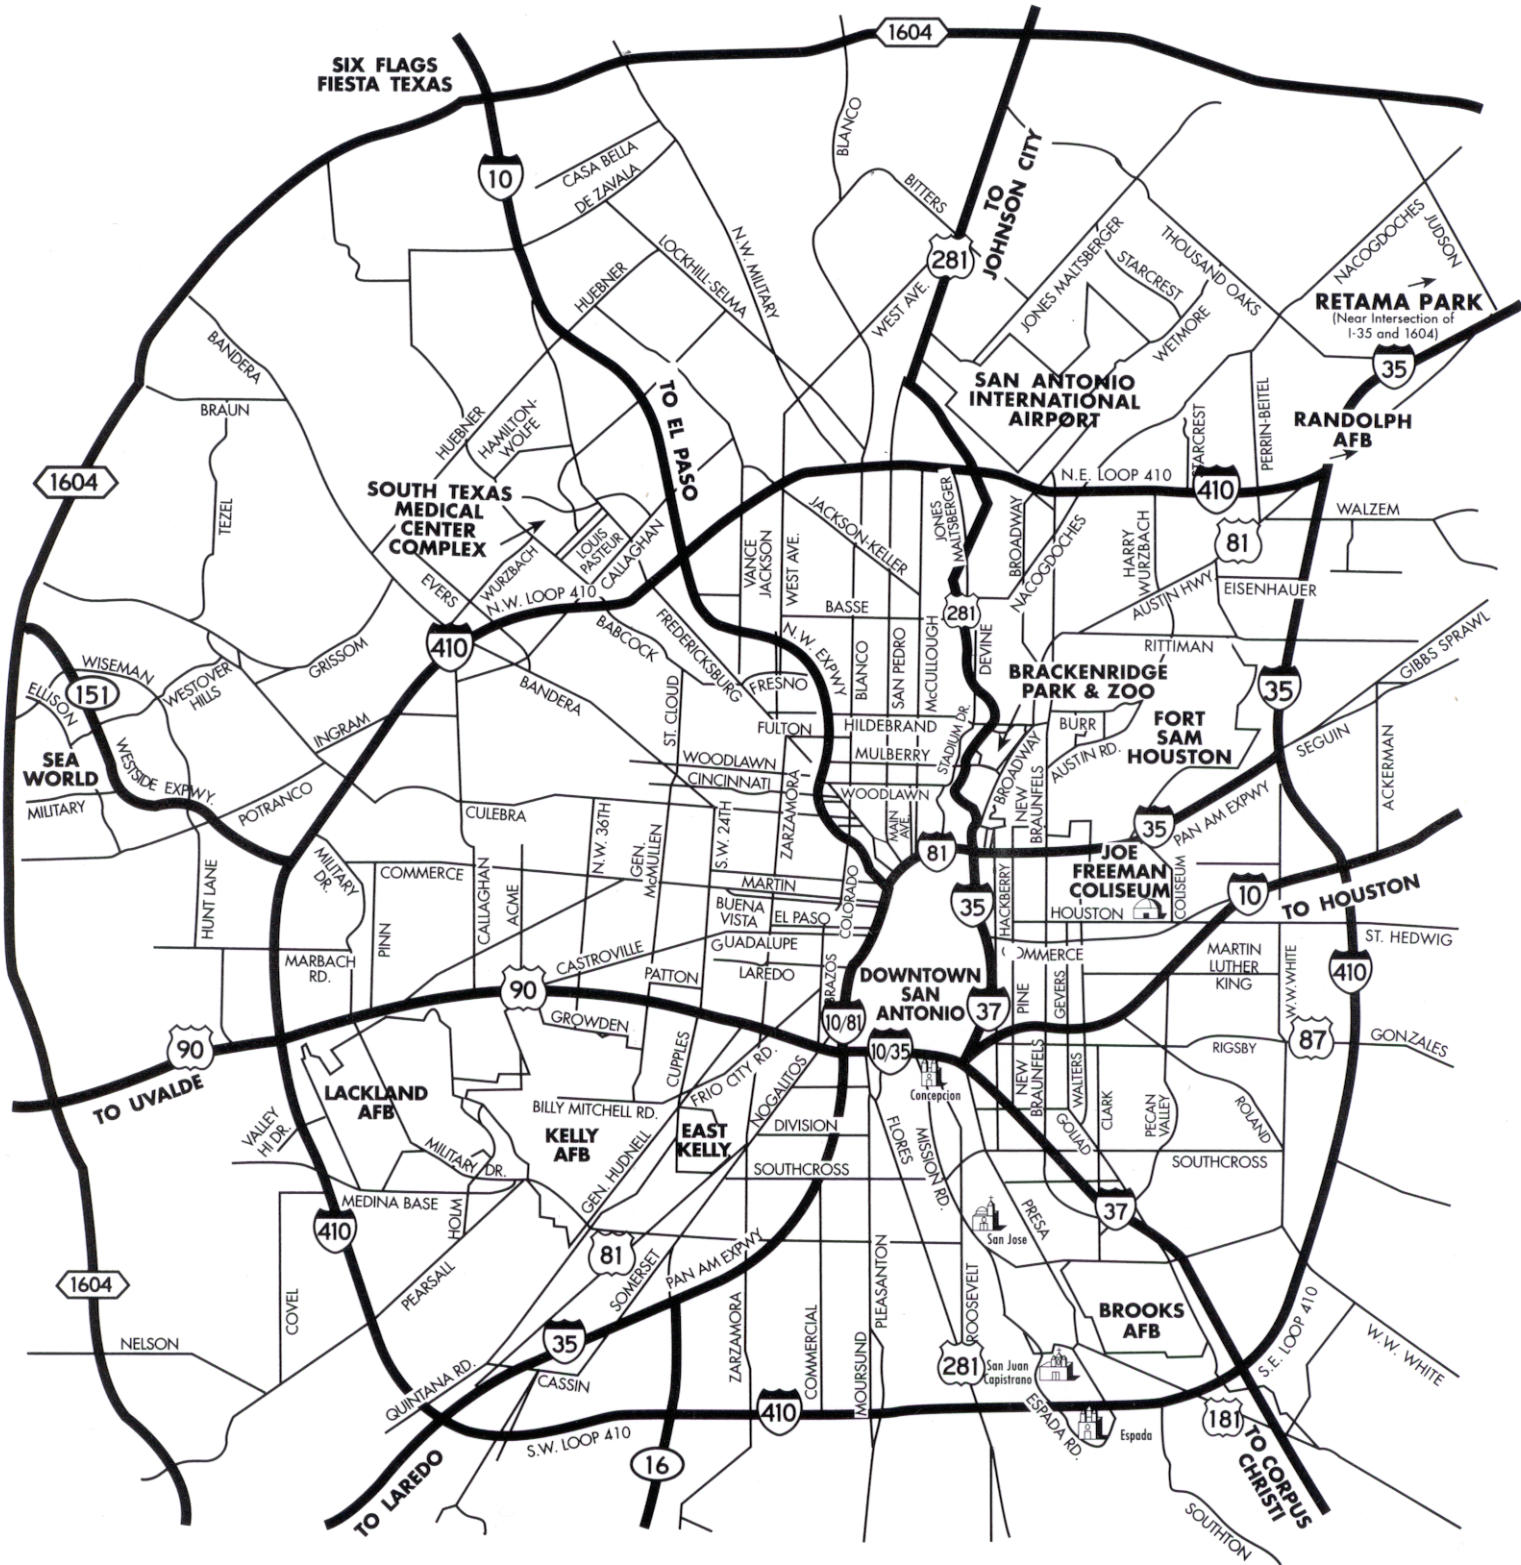 1604
SIX FLAGS
FIESTA TEXAS
10
CASA BELLA
DE ZAVALA
BLANCO
BITTERS
TO
JOHNSON CITY
281
N.W. MILITARY
LOCKHILL-SELMA
HUEBNER
WEST AVE.
JONES MALTSBERGER
STARCREST
THOUSAND OAKS
WETMORE
NACOGDOCHES
JUDSON
RETAMA PARK
(Near Intersection of
I-35 and 1604)
35
BANDERA
BRAUN
TO EL PASO
SAN ANTONIO
INTERNATIONAL
AIRPORT
RANDOLPH
AFB
STARCREST
PERRIN-BEITEL
HUEBNER
HAMILTON-
WOLFE
1604
TEZEL
SOUTH TEXAS
MEDICAL
CENTER
COMPLEX
LOUIS
PASTEUR
CALLAGHAN
WURZBACH
EVERS
N.W. LOOP 410
JACKSON-KELLER
JONES
MALTSBERGER
BROADWAY
N.E. LOOP 410
410
81
WALZEM
VANCE
JACKSON
WEST AVE.
NACOGDOCHES
HARRY
WURZBACH
AUSTIN HWY.
EISENHAUER
BASSE
281
410
BABCOCK
FREDERICKSBURG
N.W. EXPWY
BLANCO
SAN PEDRO
McCULLOUGH
DEVINE
RITTIMAN
GIBBS SPRAWL
WISEMAN
151
ELLISON
WESTOVER
HILLS
GRISSOM
BANDERA
ST. CLOUD
FRESNO
BRACKENRIDGE
PARK & ZOO
35
INGRAM
FULTON
HILDEBRAND
STADIUM DR.
BURR
FORT
SAM
HOUSTON
SEGUIN
ACKERMAN
SEA
WORLD
WESTSIDE EXPWY.
MILITARY
POTRANCO
WOODLAWN
CINCINNATI
MULBERRY
WOODLAWN
BROADWAY
AUSTIN RD.
NEW
BRAUNFELS
CULEBRA
N.W. 36TH
GEN.
McMULLEN
S.W. 24TH
ZARZAMORA
MAIN
AVE.
81
35
PAN AM EXPWY
JOE
FREEMAN
COLISEUM
COLISEUM
10
TO HOUSTON
HUNT LANE
MILITARY
DR.
COMMERCE
CALLAGHAN
ACME
MARTIN
BUENA
VISTA
EL PASO
COLORADO
35
HACKBERRY
HOUSTON
ST. HEDWIG
MARBACH
RD.
PINN
CASTROVILLE
GUADALUPE
PATTON
LAREDO
BRAZOS
DOWNTOWN
SAN
ANTONIO
COMMERCE
MARTIN
LUTHER
KING
W.W.WHITE
410
90
GROWDEN
10/81
10/35
37
PINE
GEVERS
90
TO UVALDE
87
GONZALES
RIGSBY
LACKLAND
AFB
CUPPLES
FRIO CITY RD.
NOGALITOS
Concepcion
NEW
BRAUNFELS
WALTERS
CLARK
PECAN
VALLEY
ROLAND
VALLEY
HI DR.
BILLY MITCHELL RD.
KELLY
AFB
EAST
KELLY
DIVISION
FLORES
MISSION RD.
GOLIAD
MILITARY DR.
GEN. HUDNELL
SOUTHCROSS
SOUTHCROSS
MEDINA BASE
HOLM
410
San Jose
PRESA
37
81
SOMERSET
PAN AM EXPWY
PLEASANTON
ROOSEVELT
1604
COVEL
PEARSALL
BROOKS
AFB
S.E. LOOP 410
NELSON
35
ZARZAMORA
COMMERCIAL
MOURSUND
281
San Juan
Capistrano
W.W. WHITE
QUINTANA RD.
CASSIN
410
ESPADA RD.
Espada
181
S.W. LOOP 410
16
TO LAREDO
TO CORPUS
CHRISTI
SOUTHTON